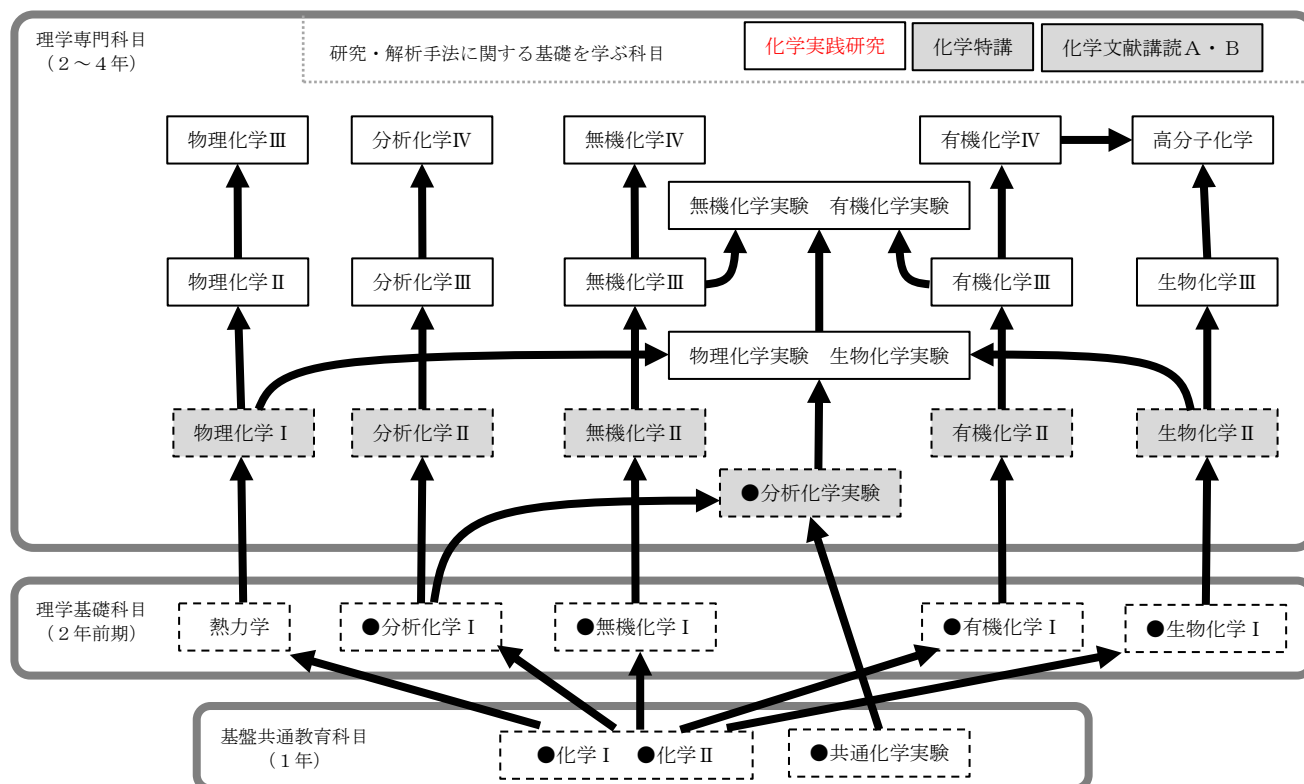 理学専門科目
（２～４年）
研究・解析手法に関する基礎を学ぶ科目
化学実践研究
化学特講
化学文献講読Ａ・Ｂ
物理化学Ⅲ
分析化学Ⅳ
無機化学Ⅳ
有機化学Ⅳ
高分子化学
無機化学実験　有機化学実験
物理化学Ⅱ
分析化学Ⅲ
無機化学Ⅲ
有機化学Ⅲ
生物化学Ⅲ
物理化学実験　生物化学実験
物理化学Ⅰ
分析化学Ⅱ
無機化学Ⅱ
有機化学Ⅱ
生物化学Ⅱ
●分析化学実験
理学基礎科目
（２年前期）
熱力学
●分析化学Ⅰ
●無機化学Ⅰ
●有機化学Ⅰ
●生物化学Ⅰ
基盤共通教育科目
（１年）
●化学Ⅰ　●化学Ⅱ
●共通化学実験